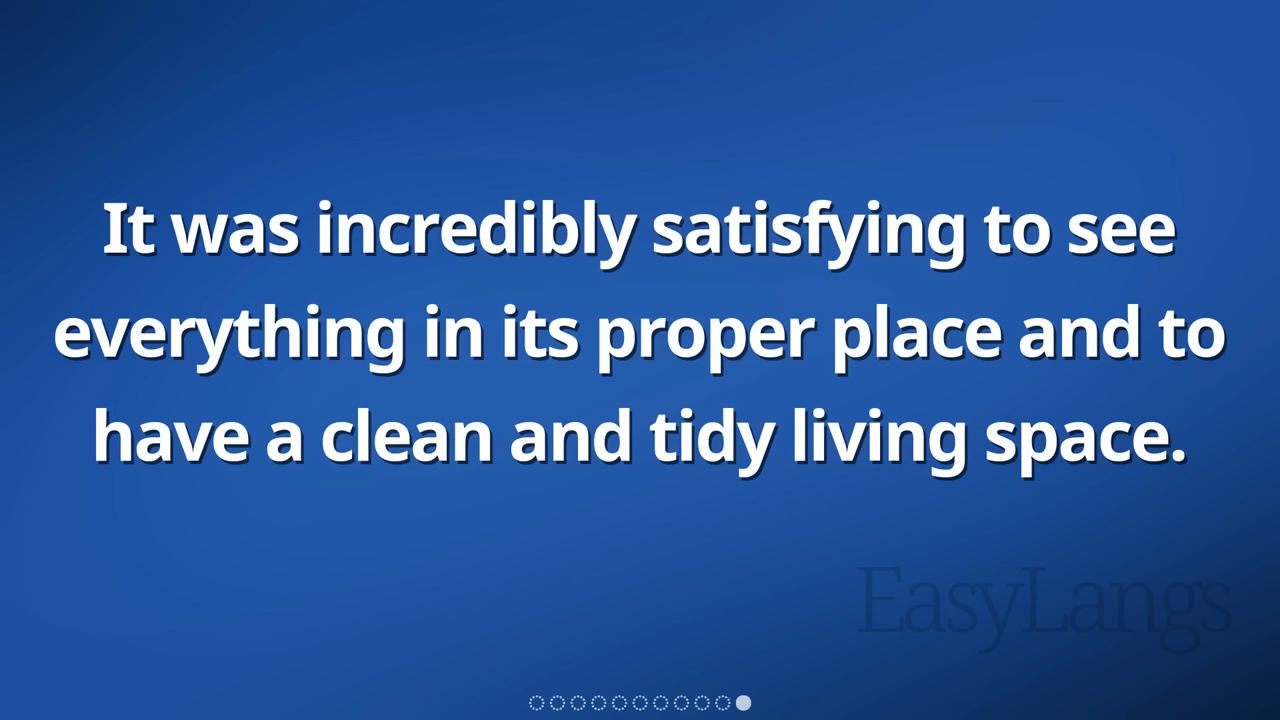 It was incredibly satisfying to see
everything in its proper place and to
have a clean and tidy living space.
EasyLangs